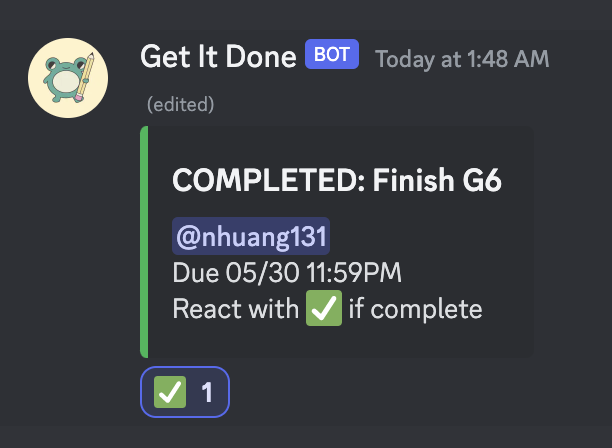 Get It Done BOT Today at 1:48 AM
(edited)
COMPLETED: Finish G6
@nhuang131
Due 05/30 11:59PM
React with ✅ if complete
✅ 1